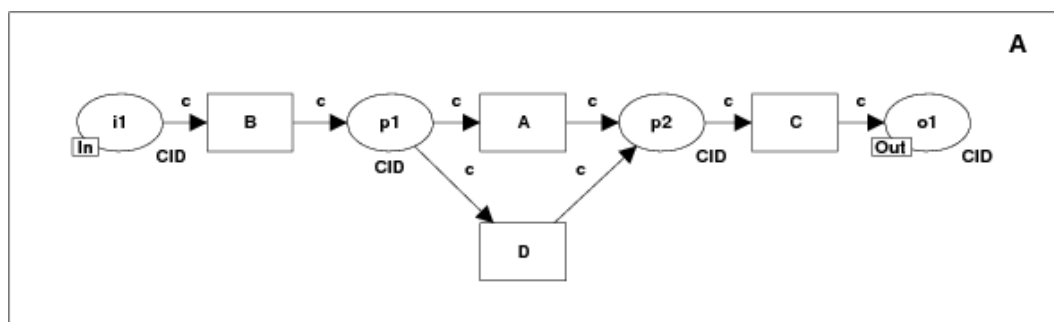 A
c c c c c c
i1 B p1 A p2 C o1
In Out
CID CID CID CID
c c
D